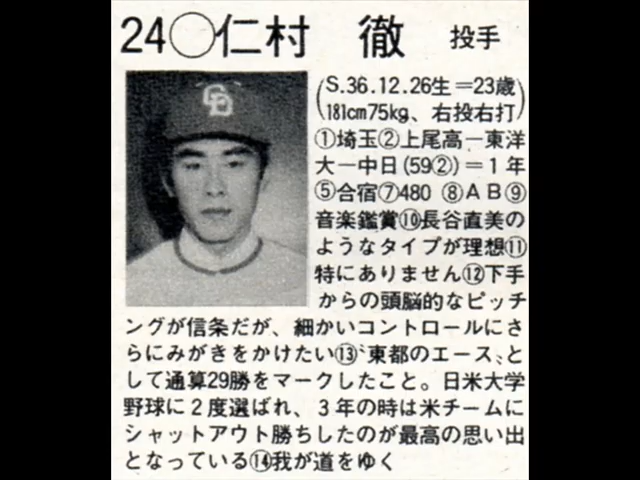 24○仁村 徹 投手
(S.36.12.26生=23歳
181cm75kg、右投右打)
①埼玉②上尾高―東洋
大―中日(59②)=1年
⑤合宿⑦480 ⑧AB⑨
音楽鑑賞⑩長谷直美の
ようなタイプが理想⑪
特にありません⑫下手
からの頭脳的なピッチ
ングが信条だが、細かいコントロールにさ
らにみがきをかけたい⑬〝東都のエース〟と
して通算29勝をマークしたこと。日米大学
野球に2度選ばれ、3年の時は米チームに
シャットアウト勝ちしたのが最高の思い出
となっている⑭我が道をゆく